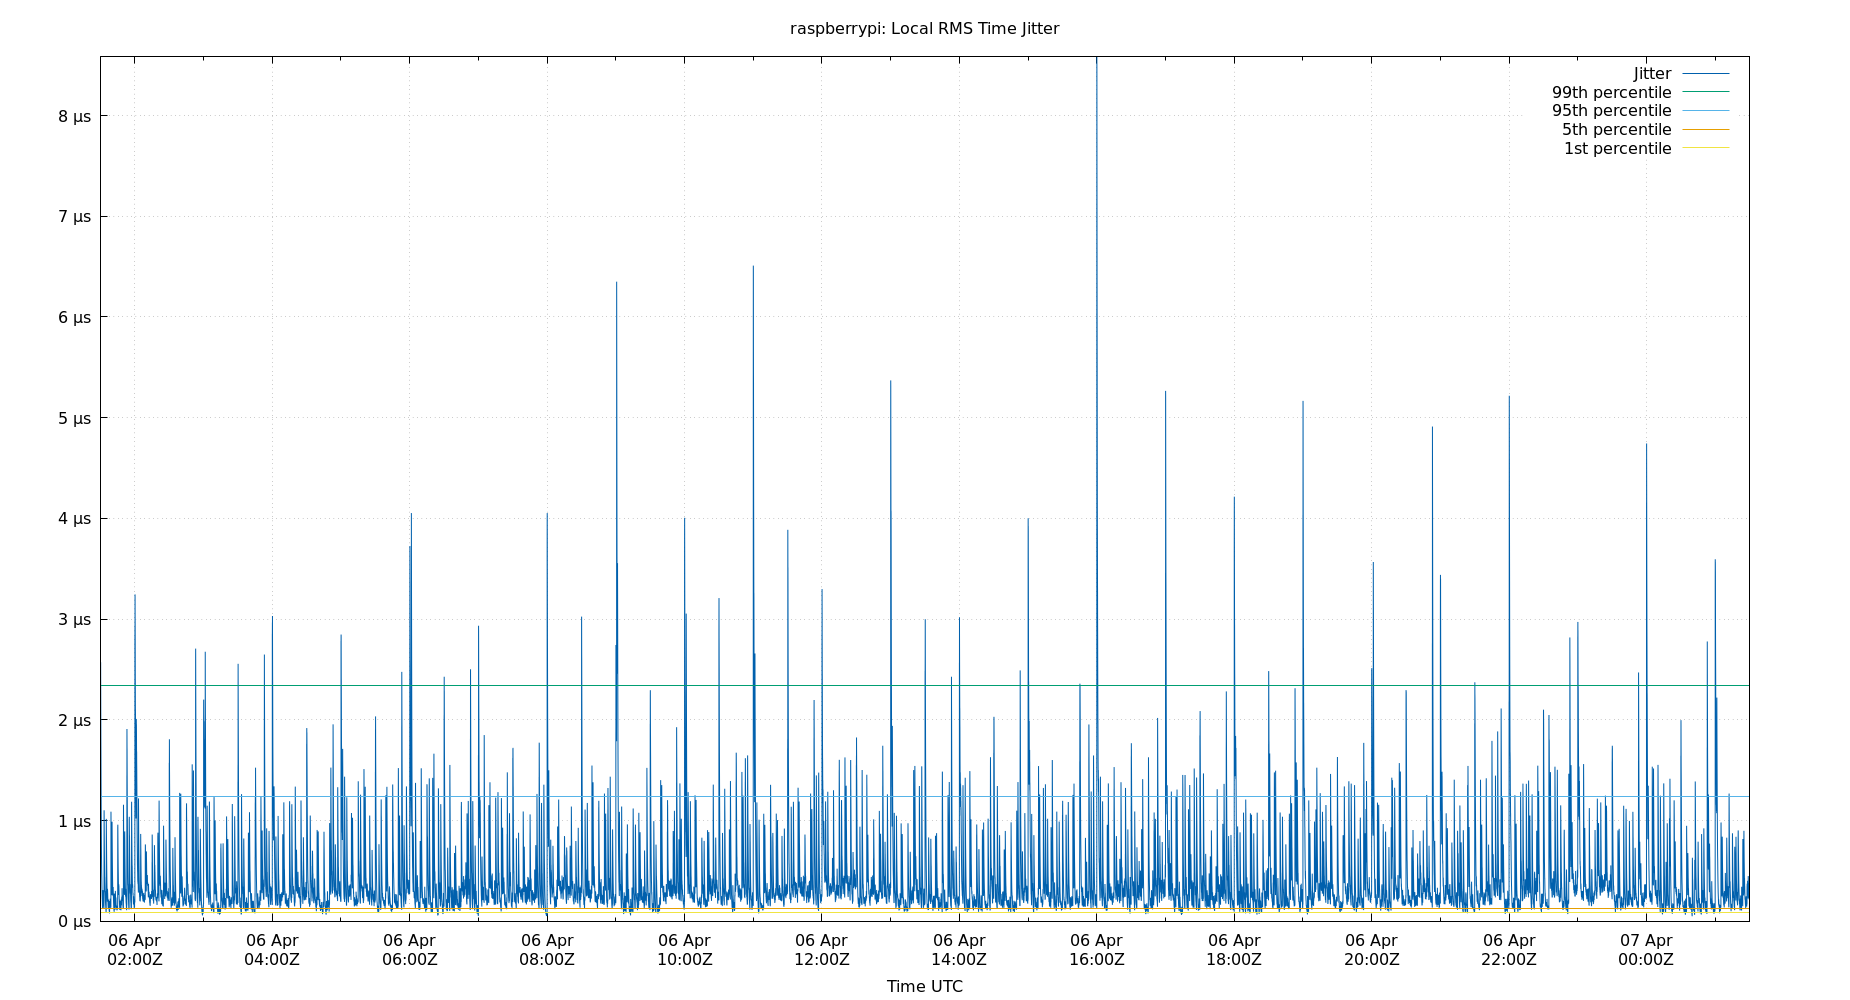 raspberrypi: Local RMS Time Jitter
Jitter
99th percentile
95th percentile
5th percentile
1st percentile
8 µs
7 µs
6 µs
5 µs
4 µs
3 µs
2 µs
1 µs
0 µs
06 Apr 06 Apr 06 Apr 06 Apr 06 Apr 06 Apr 06 Apr 06 Apr 06 Apr 06 Apr 06 Apr 07 Apr
02:00Z 04:00Z 06:00Z 08:00Z 10:00Z 12:00Z 14:00Z 16:00Z 18:00Z 20:00Z 22:00Z 00:00Z
Time UTC